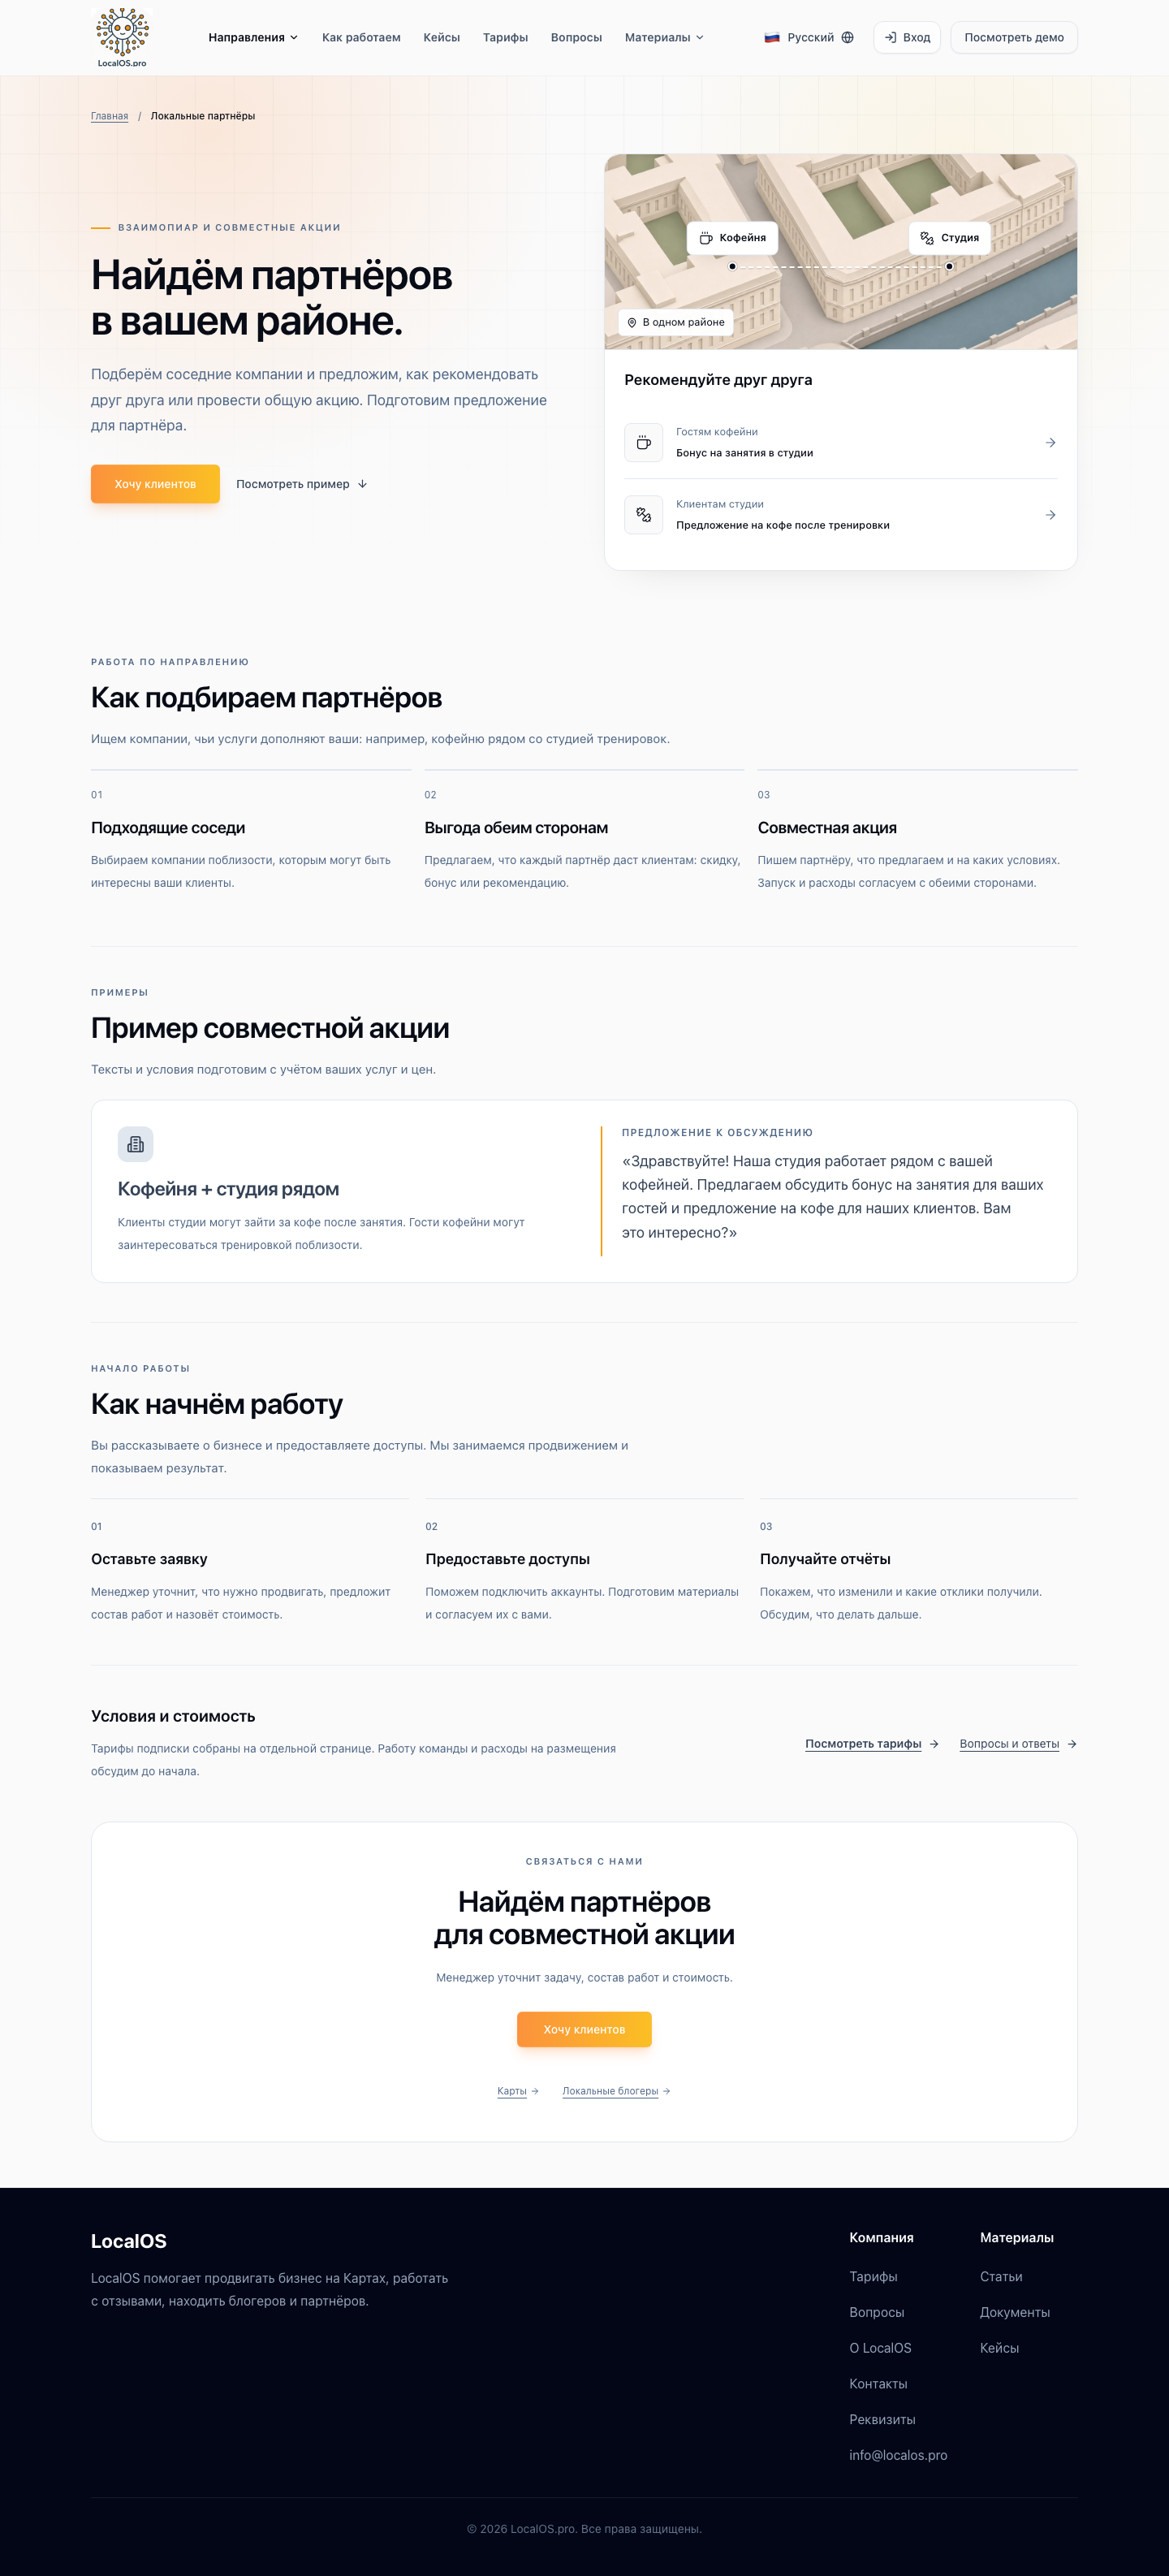 LocalOS.pro
Направления
Как работаем
Кейсы
Тарифы
Вопросы
Материалы
Русский
Вход
Посмотреть демо
Главная / Локальные партнёры
ВЗАИМОПИАР И СОВМЕСТНЫЕ АКЦИИ
Найдём партнёров
в вашем районе.
Подберём соседние компании и предложим, как рекомендовать
друг друга или провести общую акцию. Подготовим предложение
для партнёра.
Хочу клиентов
Посмотреть пример
Кофейня
Студия
В одном районе
Рекомендуйте друг друга
Гостям кофейни
Бонус на занятия в студии
Клиентам студии
Предложение на кофе после тренировки
РАБОТА ПО НАПРАВЛЕНИЮ
Как подбираем партнёров
Ищем компании, чьи услуги дополняют ваши: например, кофейню рядом со студией тренировок.
01
Подходящие соседи
Выбираем компании поблизости, которым могут быть
интересны ваши клиенты.
02
Выгода обеим сторонам
Предлагаем, что каждый партнёр даст клиентам: скидку,
бонус или рекомендацию.
03
Совместная акция
Пишем партнёру, что предлагаем и на каких условиях.
Запуск и расходы согласуем с обеими сторонами.
ПРИМЕРЫ
Пример совместной акции
Тексты и условия подготовим с учётом ваших услуг и цен.
Кофейня + студия рядом
Клиенты студии могут зайти за кофе после занятия. Гости кофейни могут
заинтересоваться тренировкой поблизости.
ПРЕДЛОЖЕНИЕ К ОБСУЖДЕНИЮ
«Здравствуйте! Наша студия работает рядом с вашей
кофейней. Предлагаем обсудить бонус на занятия для ваших
гостей и предложение на кофе для наших клиентов. Вам
это интересно?»
НАЧАЛО РАБОТЫ
Как начнём работу
Вы рассказываете о бизнесе и предоставляете доступы. Мы занимаемся продвижением и
показываем результат.
01
Оставьте заявку
Менеджер уточнит, что нужно продвигать, предложит
состав работ и назовёт стоимость.
02
Предоставьте доступы
Поможем подключить аккаунты. Подготовим материалы
и согласуем их с вами.
03
Получайте отчёты
Покажем, что изменили и какие отклики получили.
Обсудим, что делать дальше.
Условия и стоимость
Тарифы подписки собраны на отдельной странице. Работу команды и расходы на размещения
обсудим до начала.
Посмотреть тарифы
Вопросы и ответы
СВЯЗАТЬСЯ С НАМИ
Найдём партнёров
для совместной акции
Менеджер уточнит задачу, состав работ и стоимость.
Хочу клиентов
Карты
Локальные блогеры
LocalOS
LocalOS помогает продвигать бизнес на Картах, работать
с отзывами, находить блогеров и партнёров.
Компания
Тарифы
Вопросы
О LocalOS
Контакты
Реквизиты
info@localos.pro
Материалы
Статьи
Документы
Кейсы
© 2026 LocalOS.pro. Все права защищены.